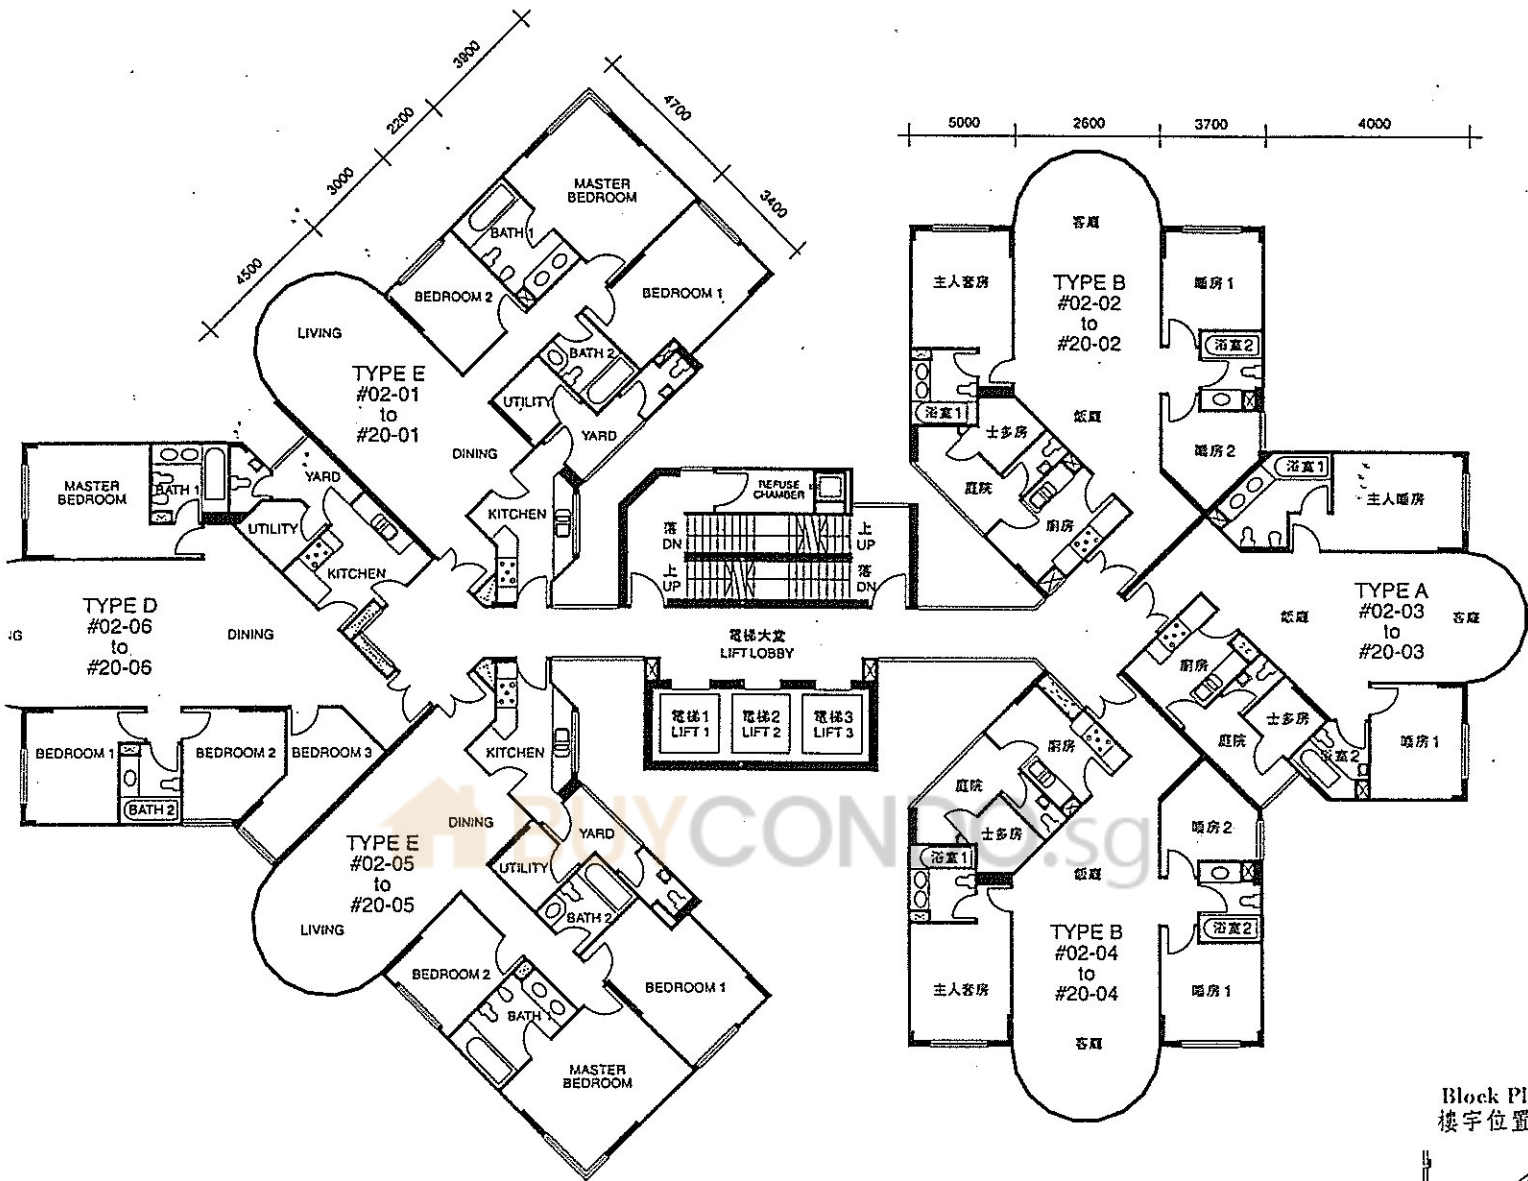 3900
2200
3000
4500
4700
3400
5000
2600
3700
4000
MASTER
BEDROOM
BATH 1
BEDROOM 2
BEDROOM 1
BATH 2
UTILITY
YARD
LIVING
TYPE E
#02-01
to
#20-01
DINING
KITCHEN
MASTER
BEDROOM
BATH 1
YARD
UTILITY
KITCHEN
TYPE D
#02-06
to
#20-06
DINING
BEDROOM 1
BEDROOM 2
BEDROOM 3
BATH 2
REFUSE
CHAMBER
落
DN
上
UP
上
UP
落
DN
電梯大堂
LIFT LOBBY
電梯1
LIFT 1
電梯2
LIFT 2
電梯3
LIFT 3
客廳
主人套房
TYPE B
#02-02
to
#20-02
睡房1
浴室2
浴室1
飯廳
士多房
睡房2
庭院
廚房
浴室1
主人睡房
TYPE A
#02-03
to
#20-03
飯廳
客廳
廚房
士多房
庭院
浴室2
睡房1
KITCHEN
DINING
YARD
UTILITY
TYPE E
#02-05
to
#20-05
BATH 2
LIVING
BEDROOM 2
BEDROOM 1
BATH 1
MASTER
BEDROOM
廚房
庭院
士多房
浴室1
飯廳
睡房2
浴室2
TYPE B
#02-04
to
#20-04
主人套房
睡房1
客廳
BUYCONDO.sg
Block Pl
樓宇位置